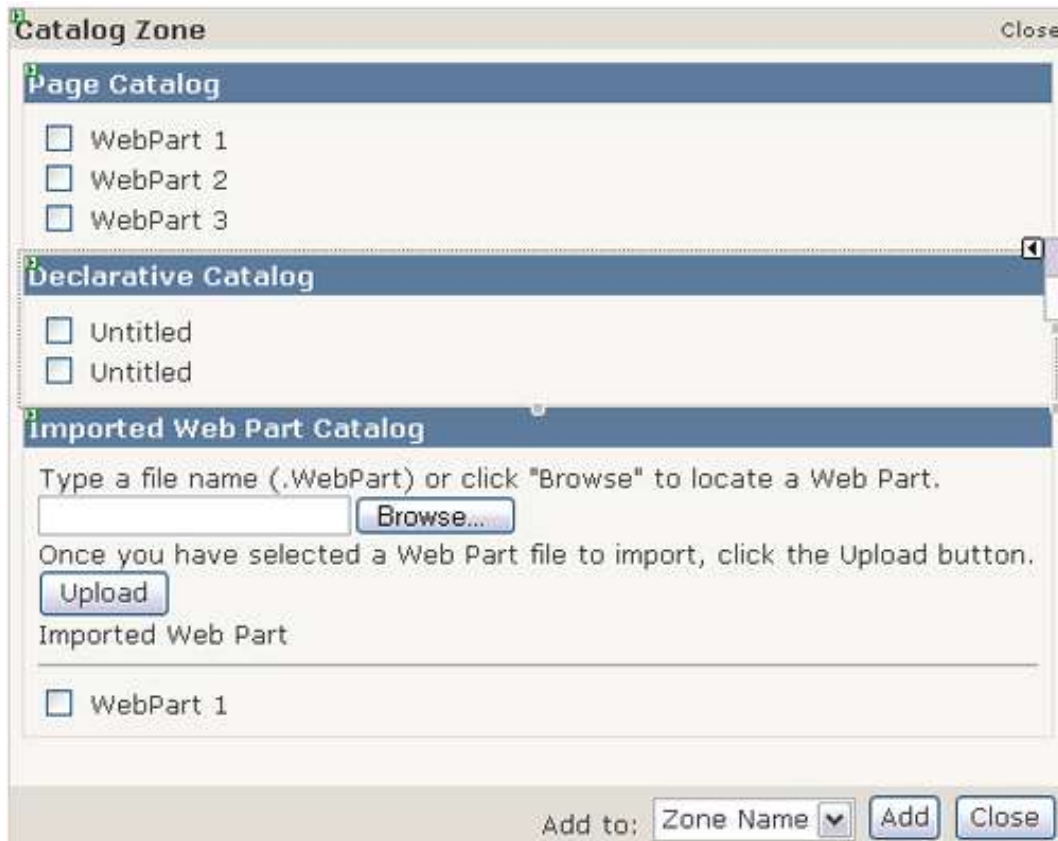 Catalog Zone Close
Page Catalog
WebPart 1
WebPart 2
WebPart 3
Declarative Catalog
Untitled
Untitled
Imported Web Part Catalog
Type a file name (.WebPart) or click "Browse" to locate a Web Part.
Browse...
Once you have selected a Web Part file to import, click the Upload button.
Upload
Imported Web Part
WebPart 1
Add to: Zone Name Add Close